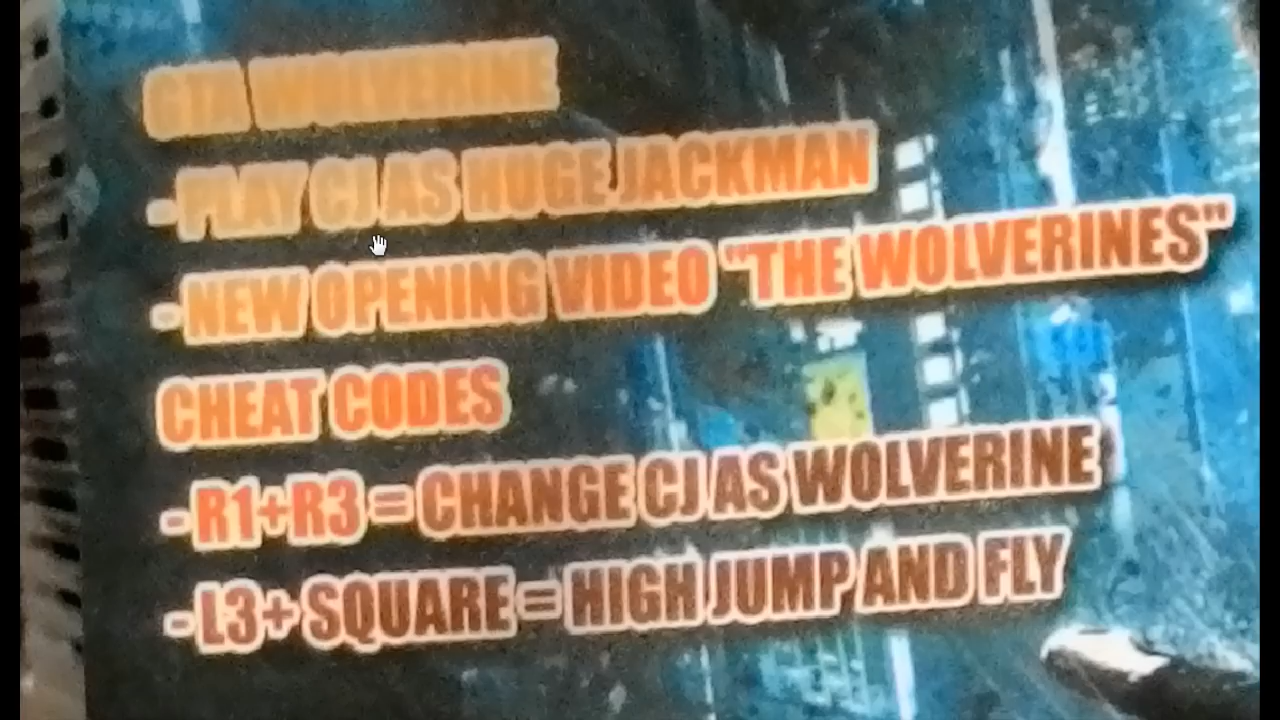 GTA WOLVERINE
- PLAY CJ AS HUGE JACKMAN
- NEW OPENING VIDEO "THE WOLVERINES"
CHEAT CODES
- R1+R3 = CHANGE CJ AS WOLVERINE
- L3+ SQUARE = HIGH JUMP AND FLY